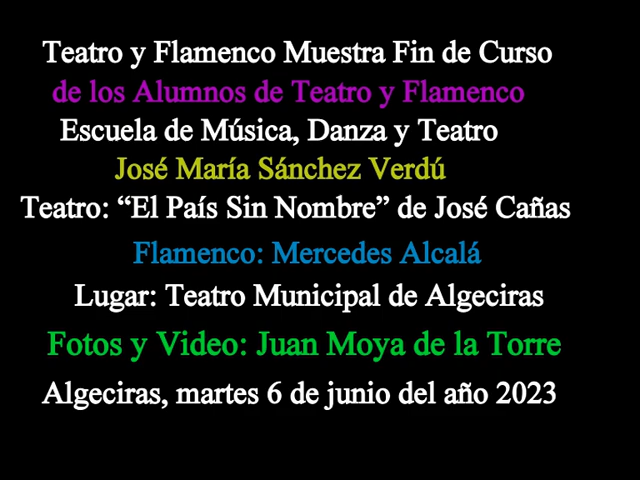 Teatro y Flamenco Muestra Fin de Curso
de los Alumnos de Teatro y Flamenco
Escuela de Música, Danza y Teatro
José María Sánchez Verdú
Teatro: “El País Sin Nombre” de José Cañas
Flamenco: Mercedes Alcalá
Lugar: Teatro Municipal de Algeciras
Fotos y Video: Juan Moya de la Torre
Algeciras, martes 6 de junio del año 2023